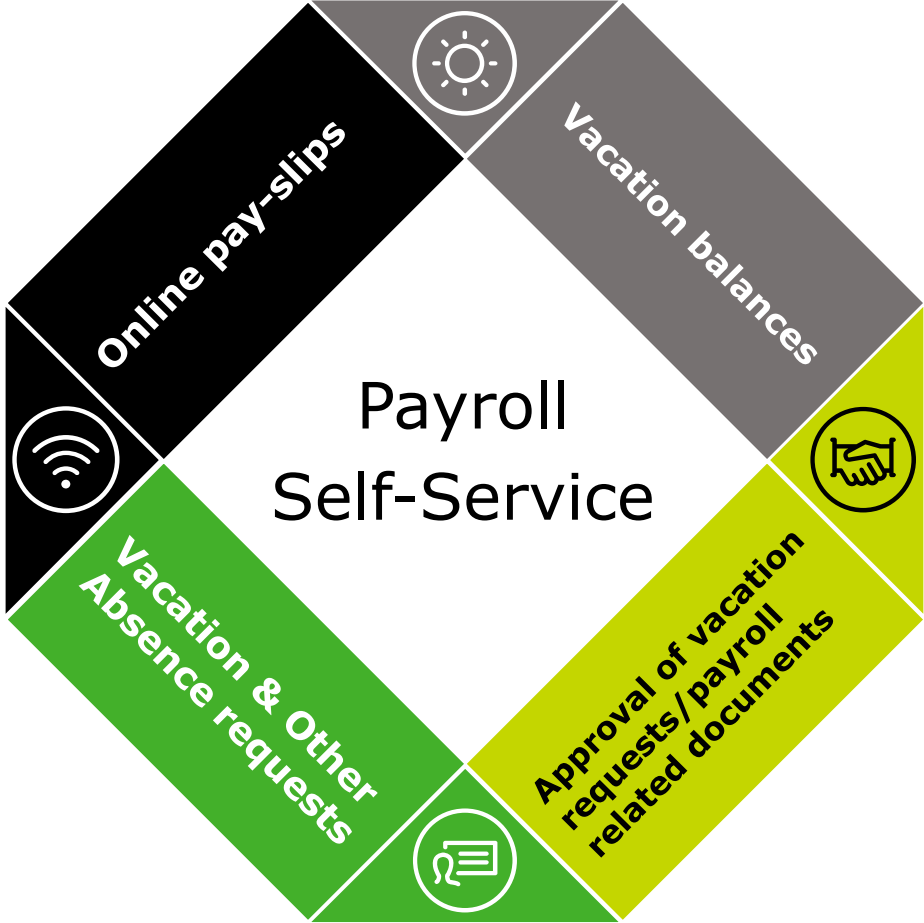 Online pay-slips
Vacation balances
Payroll
Self-Service
Vacation & Other
Absence requests
Approval of vacation
requests/payroll
related documents